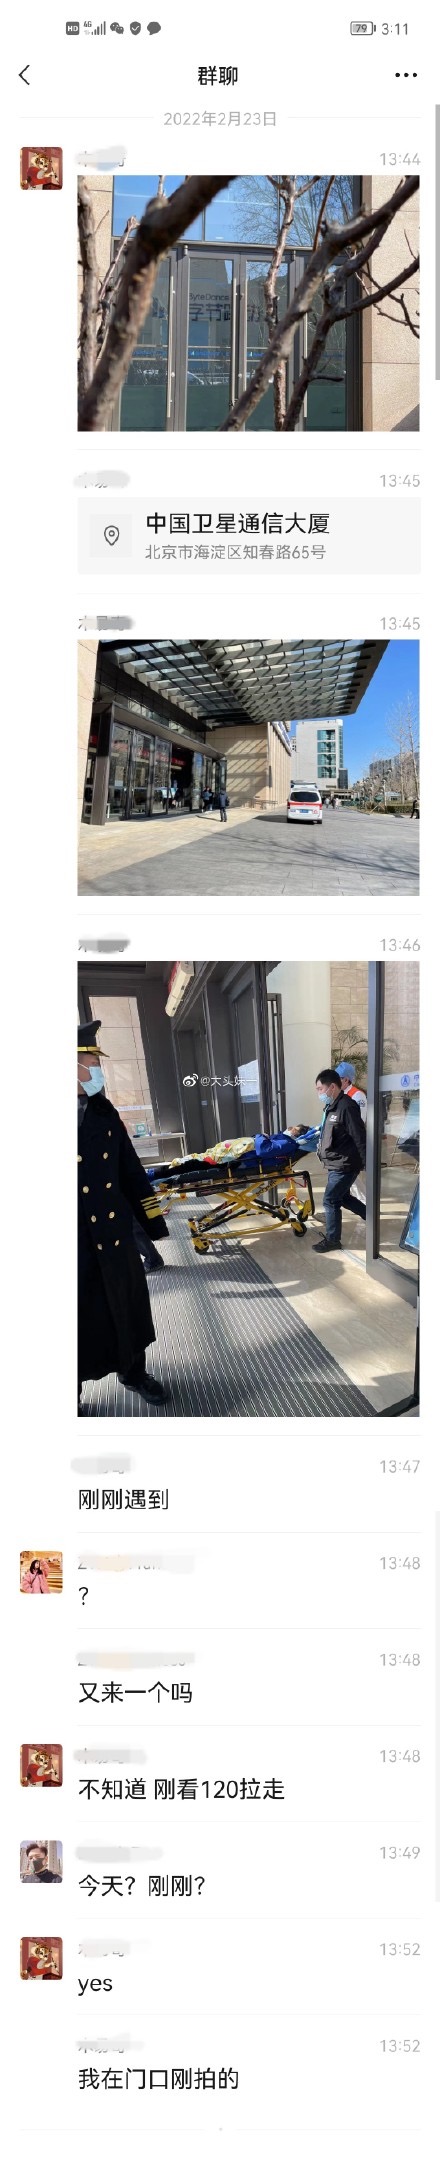 HD 4G 79 3:11
群聊
2022年2月23日
13:44
ByteDance
字节跳动
13:45
中国卫星通信大厦
北京市海淀区知春路65号
13:45
13:46
@大头妹一
13:47
刚刚遇到
13:48
?
13:48
又来一个吗
13:48
不知道 刚看120拉走
13:49
今天？刚刚？
13:52
yes
13:52
我在门口刚拍的